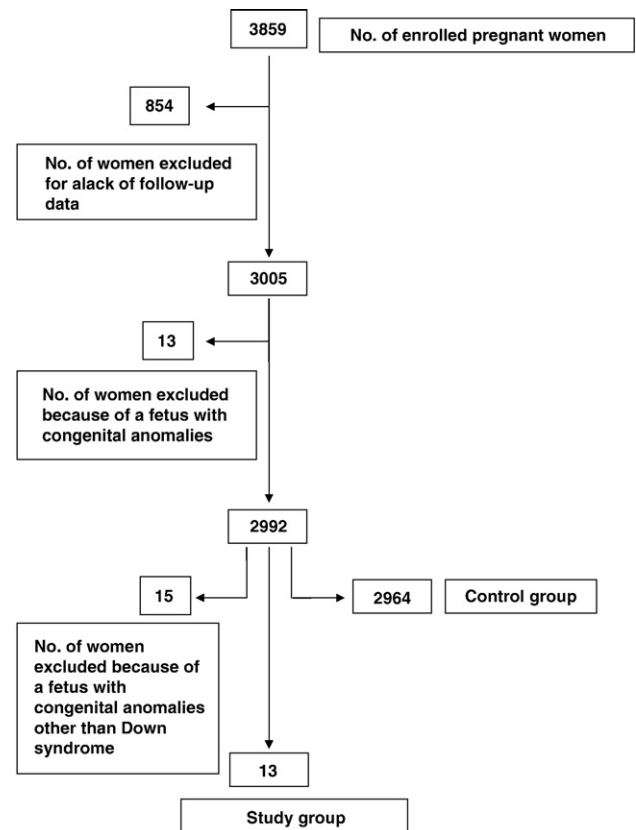 3859
No. of enrolled pregnant women
854
No. of women excluded
for alack of follow-up
data
3005
13
No. of women excluded
because of a fetus with
congenital anomalies
2992
15
2964
Control group
No. of women
excluded because of
a fetus with
congenital anomalies
other than Down
syndrome
13
Study group